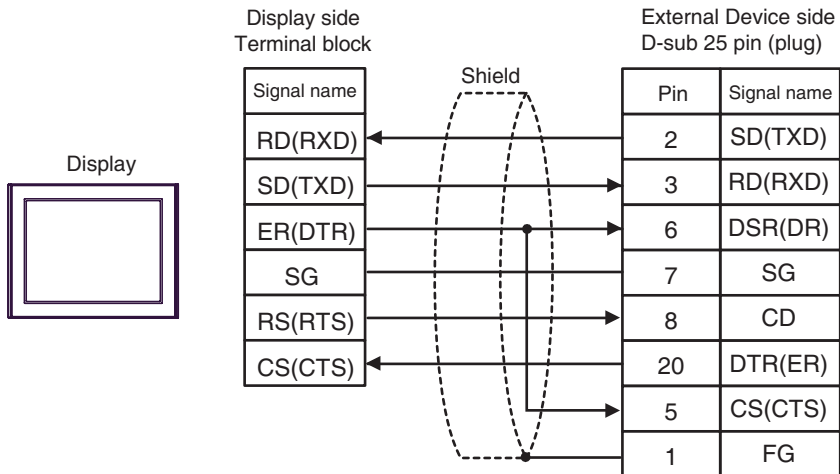 Display side
Terminal block
External Device side
D-sub 25 pin (plug)
Display
Shield
Signal name
RD(RXD)
SD(TXD)
ER(DTR)
SG
RS(RTS)
CS(CTS)
Pin Signal name
2 SD(TXD)
3 RD(RXD)
6 DSR(DR)
7 SG
8 CD
20 DTR(ER)
5 CS(CTS)
1 FG